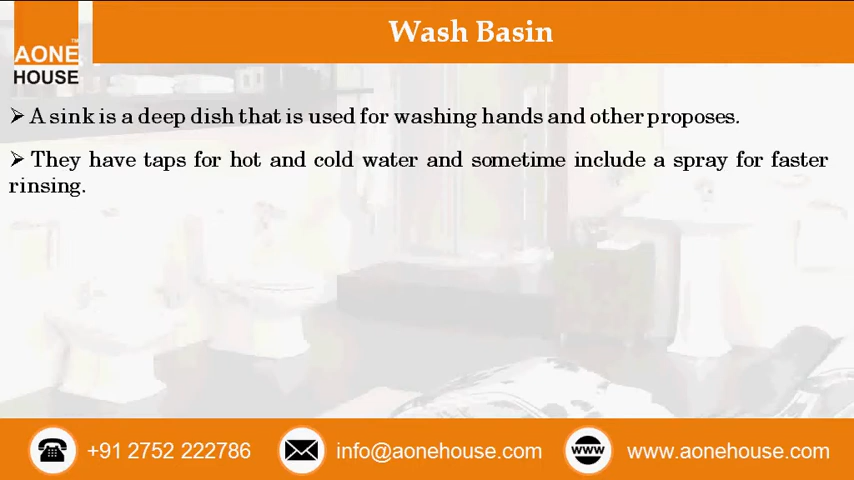 ™
AONE
HOUSE
Wash Basin
➢ A sink is a deep dish that is used for washing hands and other proposes.
➢ They have taps for hot and cold water and sometime include a spray for faster
rinsing.
+91 2752 222786
info@aonehouse.com
www
www.aonehouse.com